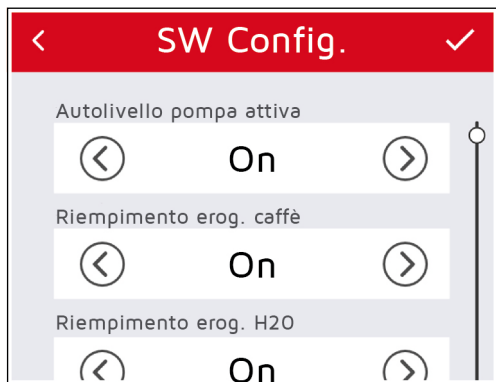 SW Config.
Autolivello pompa attiva
On
Riempimento erog. caffè
On
Riempimento erog. H2O
On